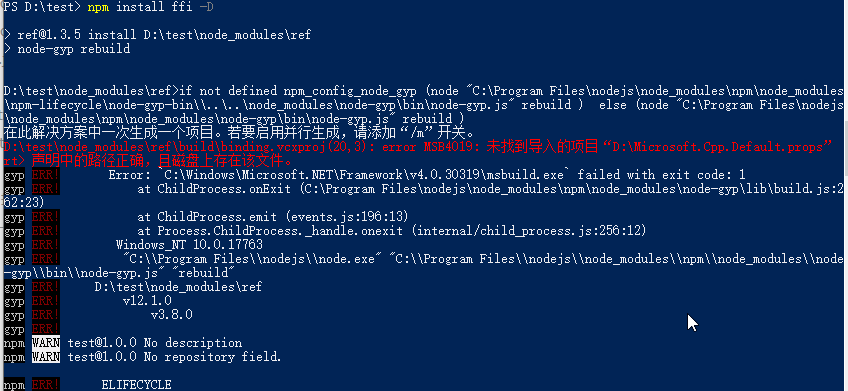 PS D:\test> npm install ffi -D
> ref@1.3.5 install D:\test\node_modules\ref
> node-gyp rebuild
D:\test\node_modules\ref>if not defined npm_config_node_gyp (node "C:\Program Files\nodejs\node_modules\npm\node_modules
\npm-lifecycle\node-gyp-bin\\..\..\node_modules\node-gyp\bin\node-gyp.js" rebuild )  else (node "C:\Program Files\nodejs
\node_modules\npm\node_modules\node-gyp\bin\node-gyp.js" rebuild )
在此解决方案中一次生成一个项目。若要启用并行生成，请添加“/m”开关。
D:\test\node_modules\ref\build\binding.vcxproj(20,3): error MSB4019: 未找到导入的项目“D:\Microsoft.Cpp.Default.props”
rt> 声明中的路径正确，且磁盘上存在该文件。
gyp ERR! Error: `C:\Windows\Microsoft.NET\Framework\v4.0.30319\msbuild.exe` failed with exit code: 1
gyp ERR! at ChildProcess.onExit (C:\Program Files\nodejs\node_modules\npm\node_modules\node-gyp\lib\build.js:2
62:23)
gyp ERR! at ChildProcess.emit (events.js:196:13)
gyp ERR! at Process.ChildProcess._handle.onexit (internal/child_process.js:256:12)
gyp ERR! Windows_NT 10.0.17763
gyp ERR! "C:\\Program Files\\nodejs\\node.exe" "C:\\Program Files\\nodejs\\node_modules\\npm\\node_modules\\node
-gyp\\bin\\node-gyp.js" "rebuild"
gyp ERR! D:\test\node_modules\ref
gyp ERR! v12.1.0
gyp ERR! v3.8.0
gyp ERR!
npm WARN test@1.0.0 No description
npm WARN test@1.0.0 No repository field.
npm ERR! ELIFECYCLE